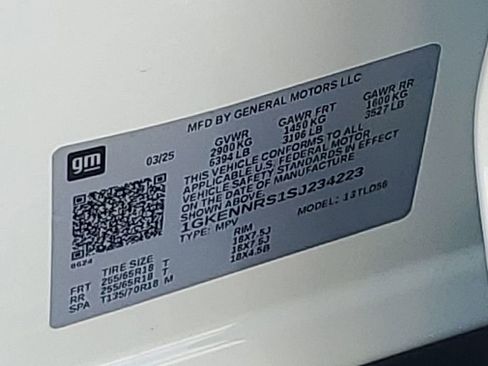 MFD BY GENERAL MOTORS LLC
gm
03/25
GVWR GAWR FRT GAWR RR
2900 KG 1450 KG 1600 KG
6394 LB 3196 LB 3527 LB
THIS VEHICLE CONFORMS TO ALL
APPLICABLE U.S. FEDERAL MOTOR
VEHICLE SAFETY STANDARDS IN EFFECT
ON THE DATE OF MANUFACTURE
SHOWN ABOVE.
1GKENNRS1SJ234223
TYPE: MPV MODEL: 1 3TLD56
8624
TIRE SIZE RIM
FRT 255/65R18 T 18X7.5J
RR 255/65R18 T 18X7.5J
SPA T135/70R18 M 18X4.5B